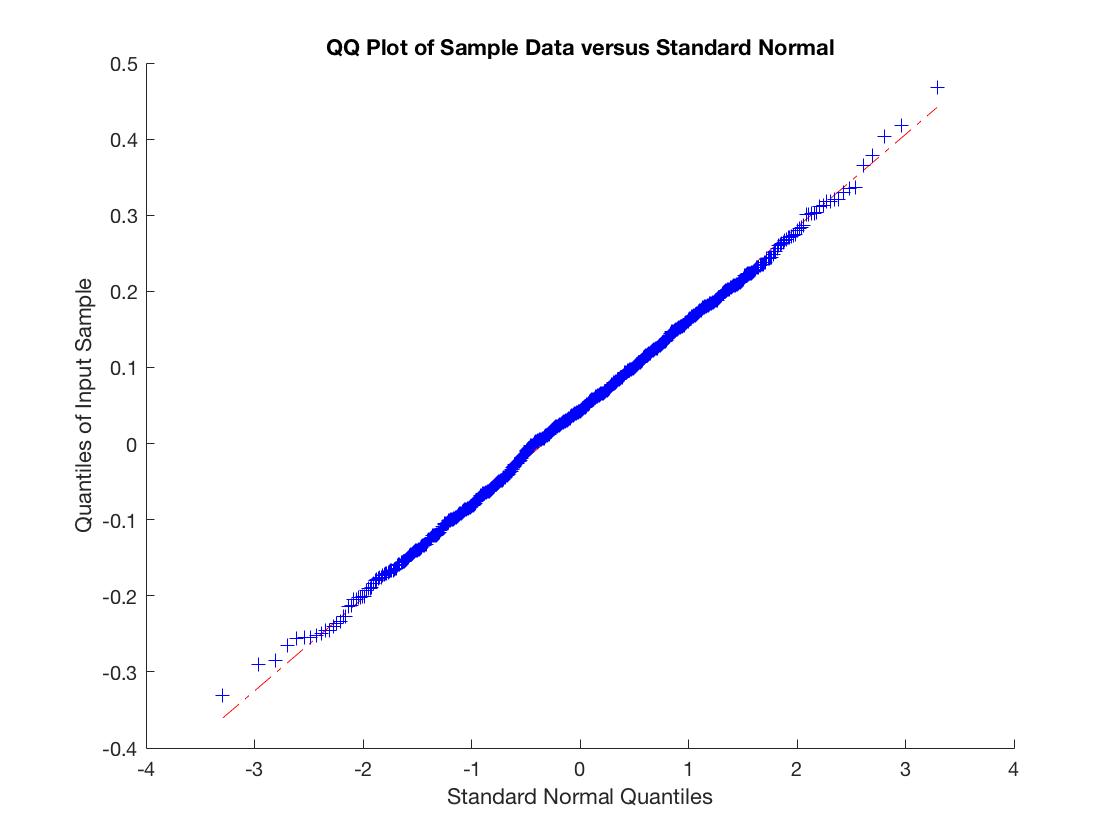 QQ Plot of Sample Data versus Standard Normal
0.5
0.4
0.3
0.2
0.1
0
-0.1
-0.2
-0.3
-0.4
Quantiles of Input Sample
-4 -3 -2 -1 0 1 2 3 4
Standard Normal Quantiles